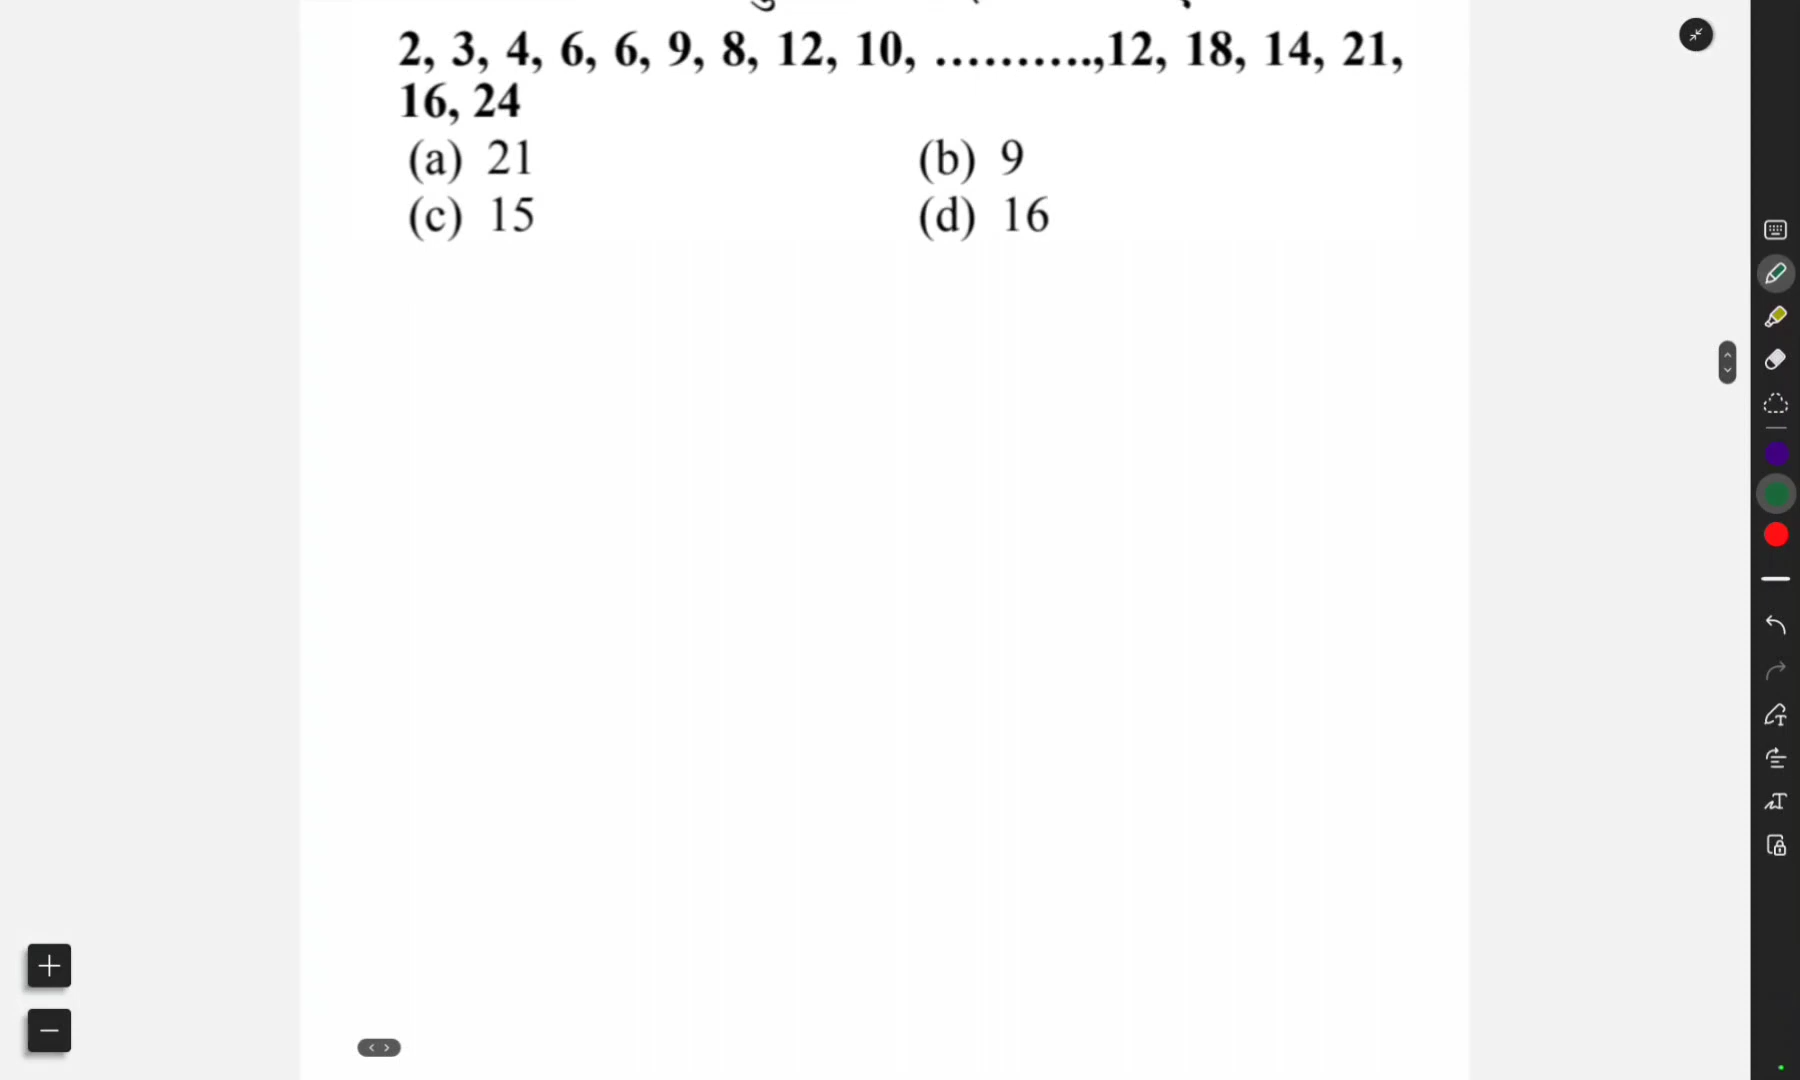 2, 3, 4, 6, 6, 9, 8, 12, 10, ..........,12, 18, 14, 21,
16, 24
(a) 21
(b) 9
(c) 15
(d) 16